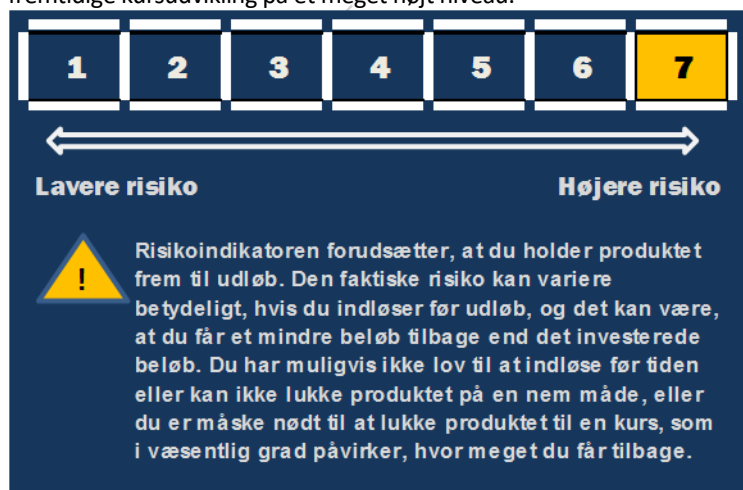 fremtidige kursudvikling på et meget højt niveau.
1 2 3 4 5 6 7
Lavere risiko Højere risiko
!
Risikoindikatoren forudsætter, at du holder produktet
frem til udløb. Den faktiske risiko kan variere
betydeligt, hvis du indløser før udløb, og det kan være,
at du får et mindre beløb tilbage end det investerede
beløb. Du har muligvis ikke lov til at indløse før tiden
eller kan ikke lukke produktet på en nem måde, eller
du er måske nødt til at lukke produktet til en kurs, som
i væsentlig grad påvirker, hvor meget du får tilbage.